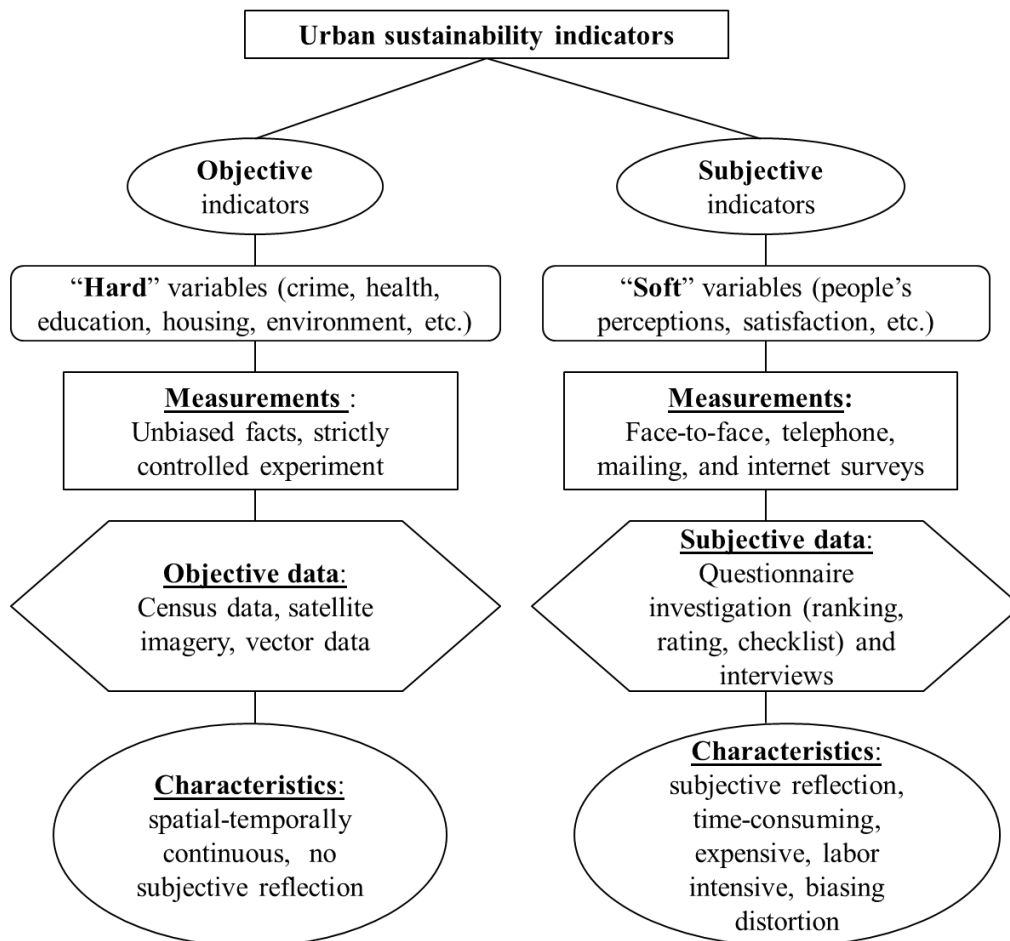 Urban sustainability indicators
Objective
indicators
Subjective
indicators
“Hard” variables (crime, health,
education, housing, environment, etc.)
“Soft” variables (people’s
perceptions, satisfaction, etc.)
Measurements :
Unbiased facts, strictly
controlled experiment
Measurements:
Face-to-face, telephone,
mailing, and internet surveys
Objective data:
Census data, satellite
imagery, vector data
Subjective data:
Questionnaire
investigation (ranking,
rating, checklist) and
interviews
Characteristics:
spatial-temporally
continuous, no
subjective reflection
Characteristics:
subjective reflection,
time-consuming,
expensive, labor
intensive, biasing
distortion